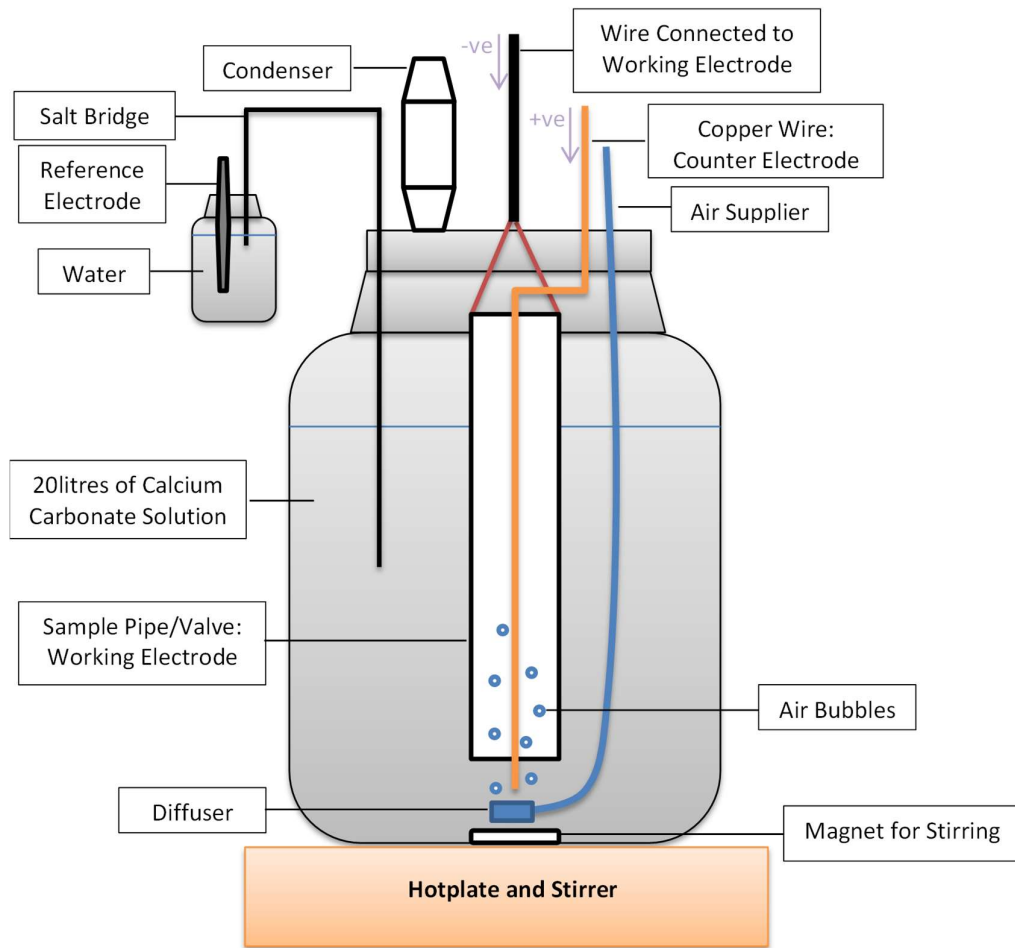 Wire Connected to
Working Electrode
-ve
Condenser
Salt Bridge
+ve
Copper Wire:
Counter Electrode
Reference
Electrode
Air Supplier
Water
20litres of Calcium
Carbonate Solution
Sample Pipe/Valve:
Working Electrode
Air Bubbles
Diffuser
Magnet for Stirring
Hotplate and Stirrer